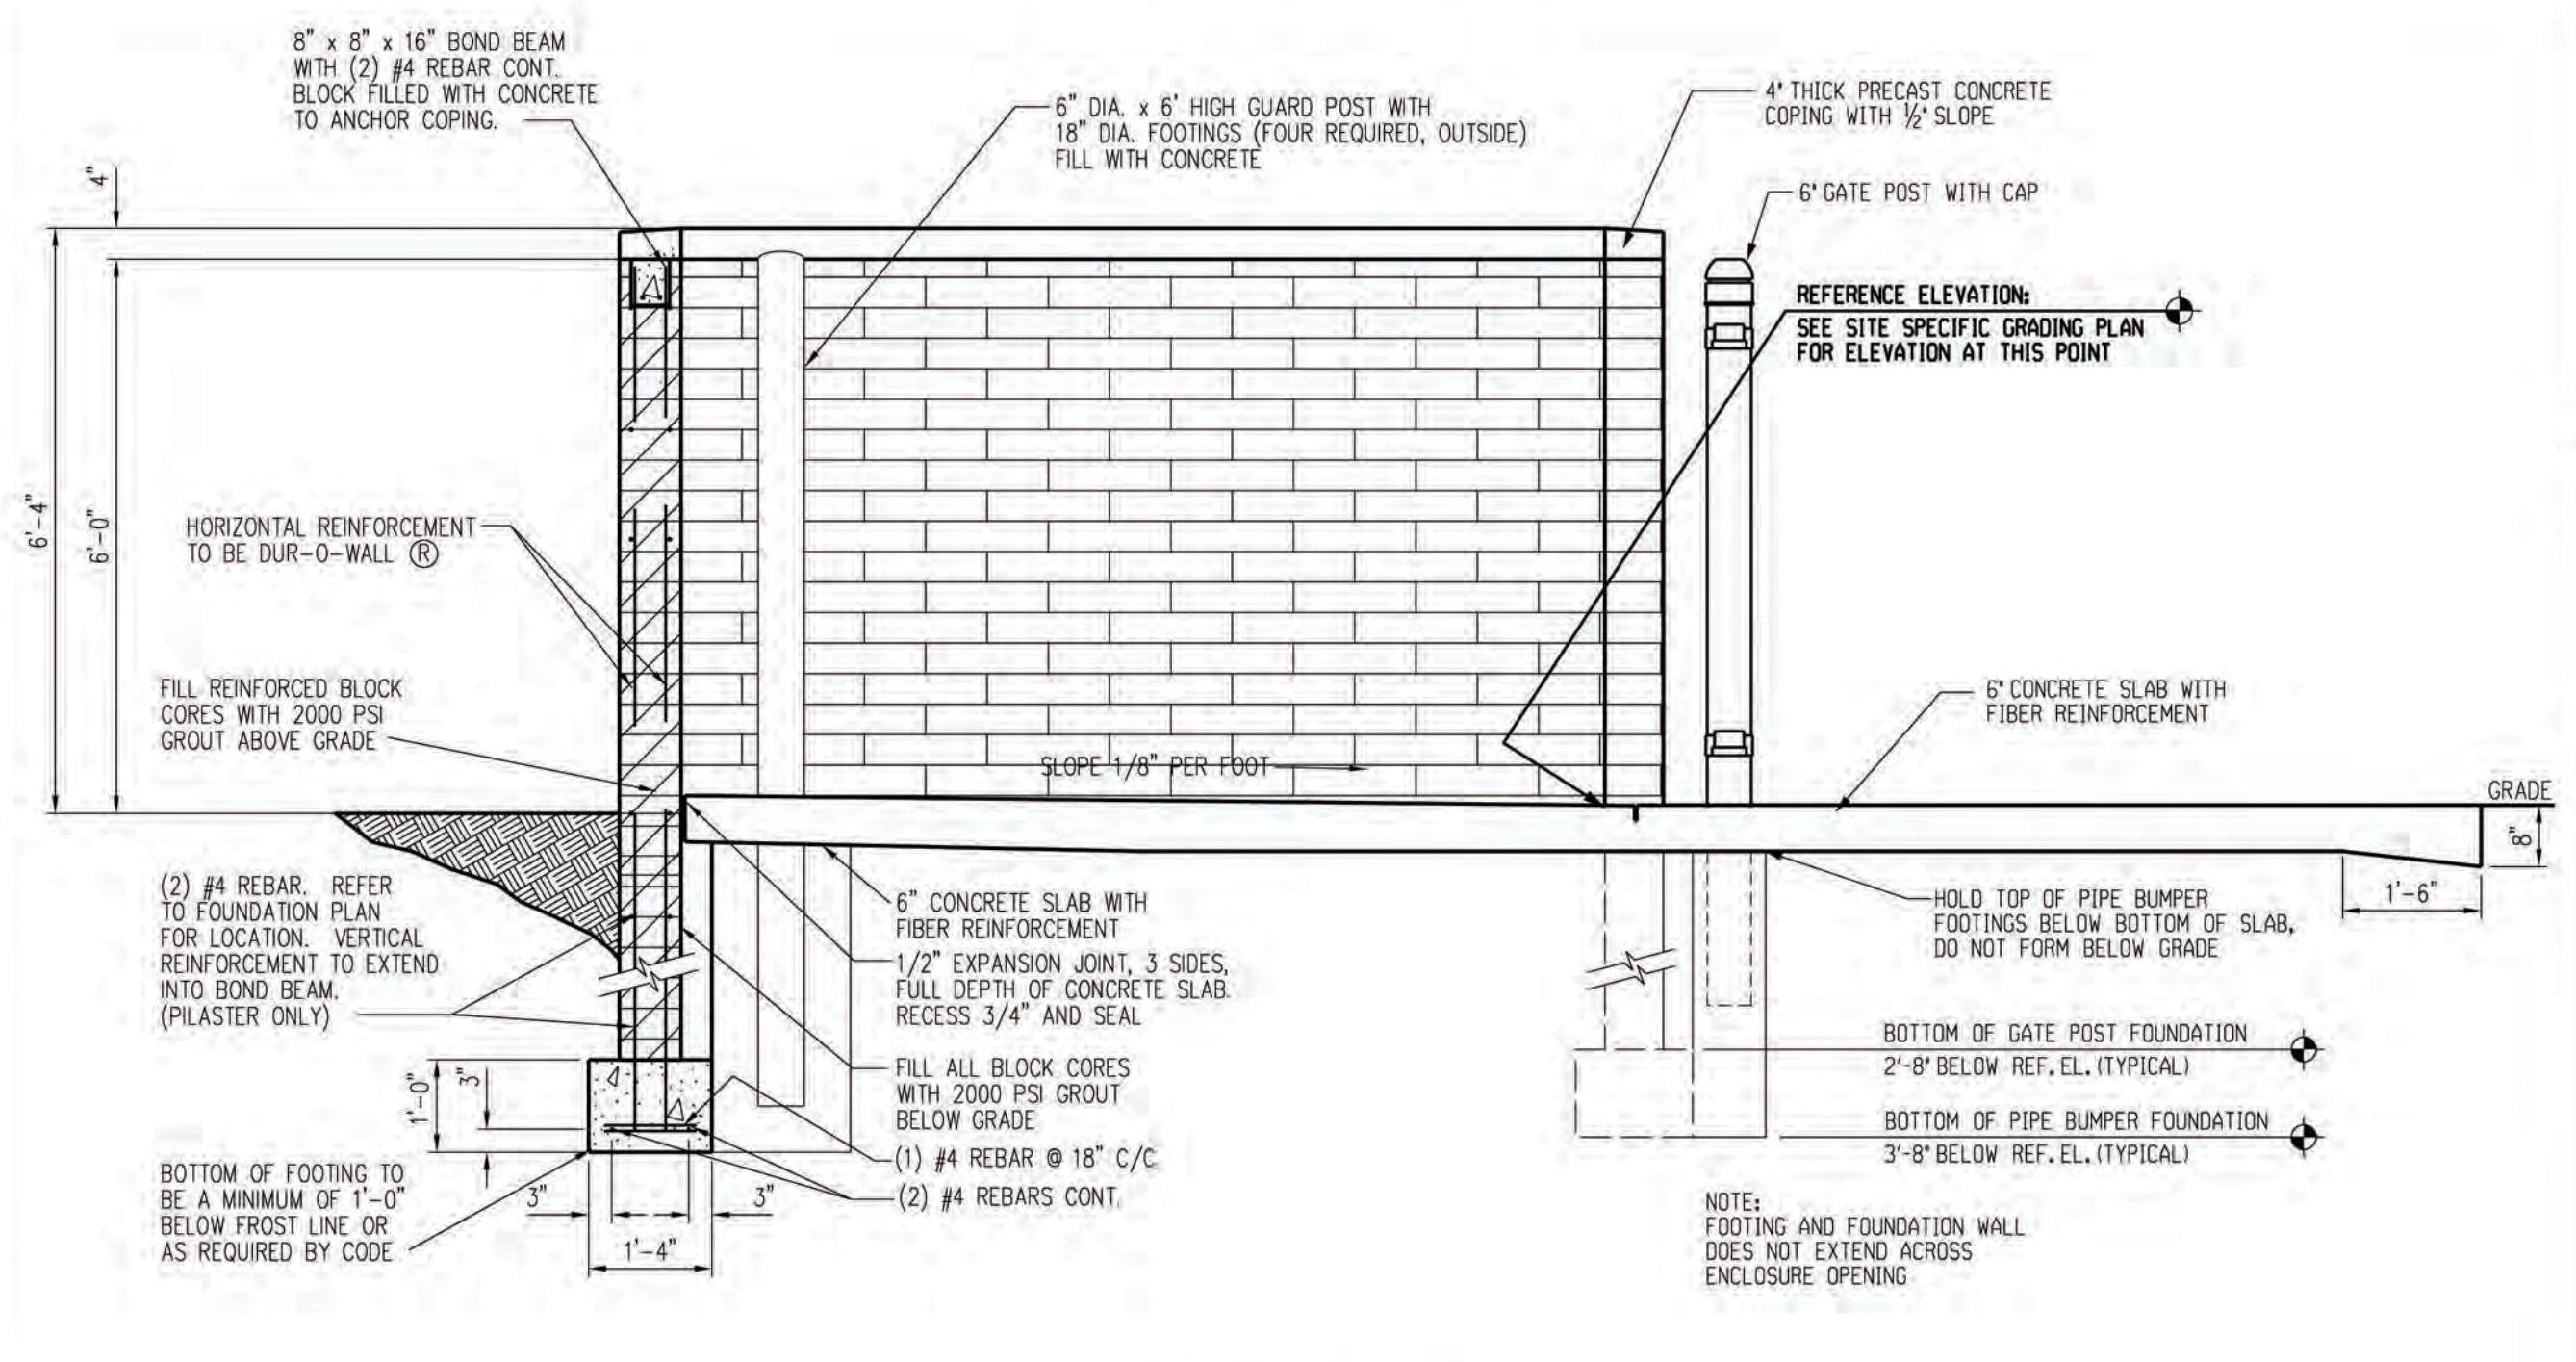 8" x 8" x 16" BOND BEAM
WITH (2) #4 REBAR CONT.
BLOCK FILLED WITH CONCRETE
TO ANCHOR COPING.
6" DIA. x 6' HIGH GUARD POST WITH
18" DIA. FOOTINGS (FOUR REQUIRED, OUTSIDE)
FILL WITH CONCRETE
4" THICK PRECAST CONCRETE
COPING WITH ½" SLOPE
6" GATE POST WITH CAP
REFERENCE ELEVATION:
SEE SITE SPECIFIC GRADING PLAN
FOR ELEVATION AT THIS POINT
4"
6'-4"
6'-0"
HORIZONTAL REINFORCEMENT
TO BE DUR-O-WALL ®
FILL REINFORCED BLOCK
CORES WITH 2000 PSI
GROUT ABOVE GRADE
SLOPE 1/8" PER FOOT
6" CONCRETE SLAB WITH
FIBER REINFORCEMENT
GRADE
8"
1'-6"
(2) #4 REBAR. REFER
TO FOUNDATION PLAN
FOR LOCATION. VERTICAL
REINFORCEMENT TO EXTEND
INTO BOND BEAM.
(PILASTER ONLY)
6" CONCRETE SLAB WITH
FIBER REINFORCEMENT
1/2" EXPANSION JOINT, 3 SIDES,
FULL DEPTH OF CONCRETE SLAB.
RECESS 3/4" AND SEAL
HOLD TOP OF PIPE BUMPER
FOOTINGS BELOW BOTTOM OF SLAB,
DO NOT FORM BELOW GRADE
FILL ALL BLOCK CORES
WITH 2000 PSI GROUT
BELOW GRADE
BOTTOM OF GATE POST FOUNDATION
2'-8" BELOW REF. EL. (TYPICAL)
BOTTOM OF PIPE BUMPER FOUNDATION
3'-8" BELOW REF. EL. (TYPICAL)
1'-0"
3"
(1) #4 REBAR @ 18" C/C
(2) #4 REBARS CONT.
BOTTOM OF FOOTING TO
BE A MINIMUM OF 1'-0"
BELOW FROST LINE OR
AS REQUIRED BY CODE
3"
3"
1'-4"
NOTE:
FOOTING AND FOUNDATION WALL
DOES NOT EXTEND ACROSS
ENCLOSURE OPENING